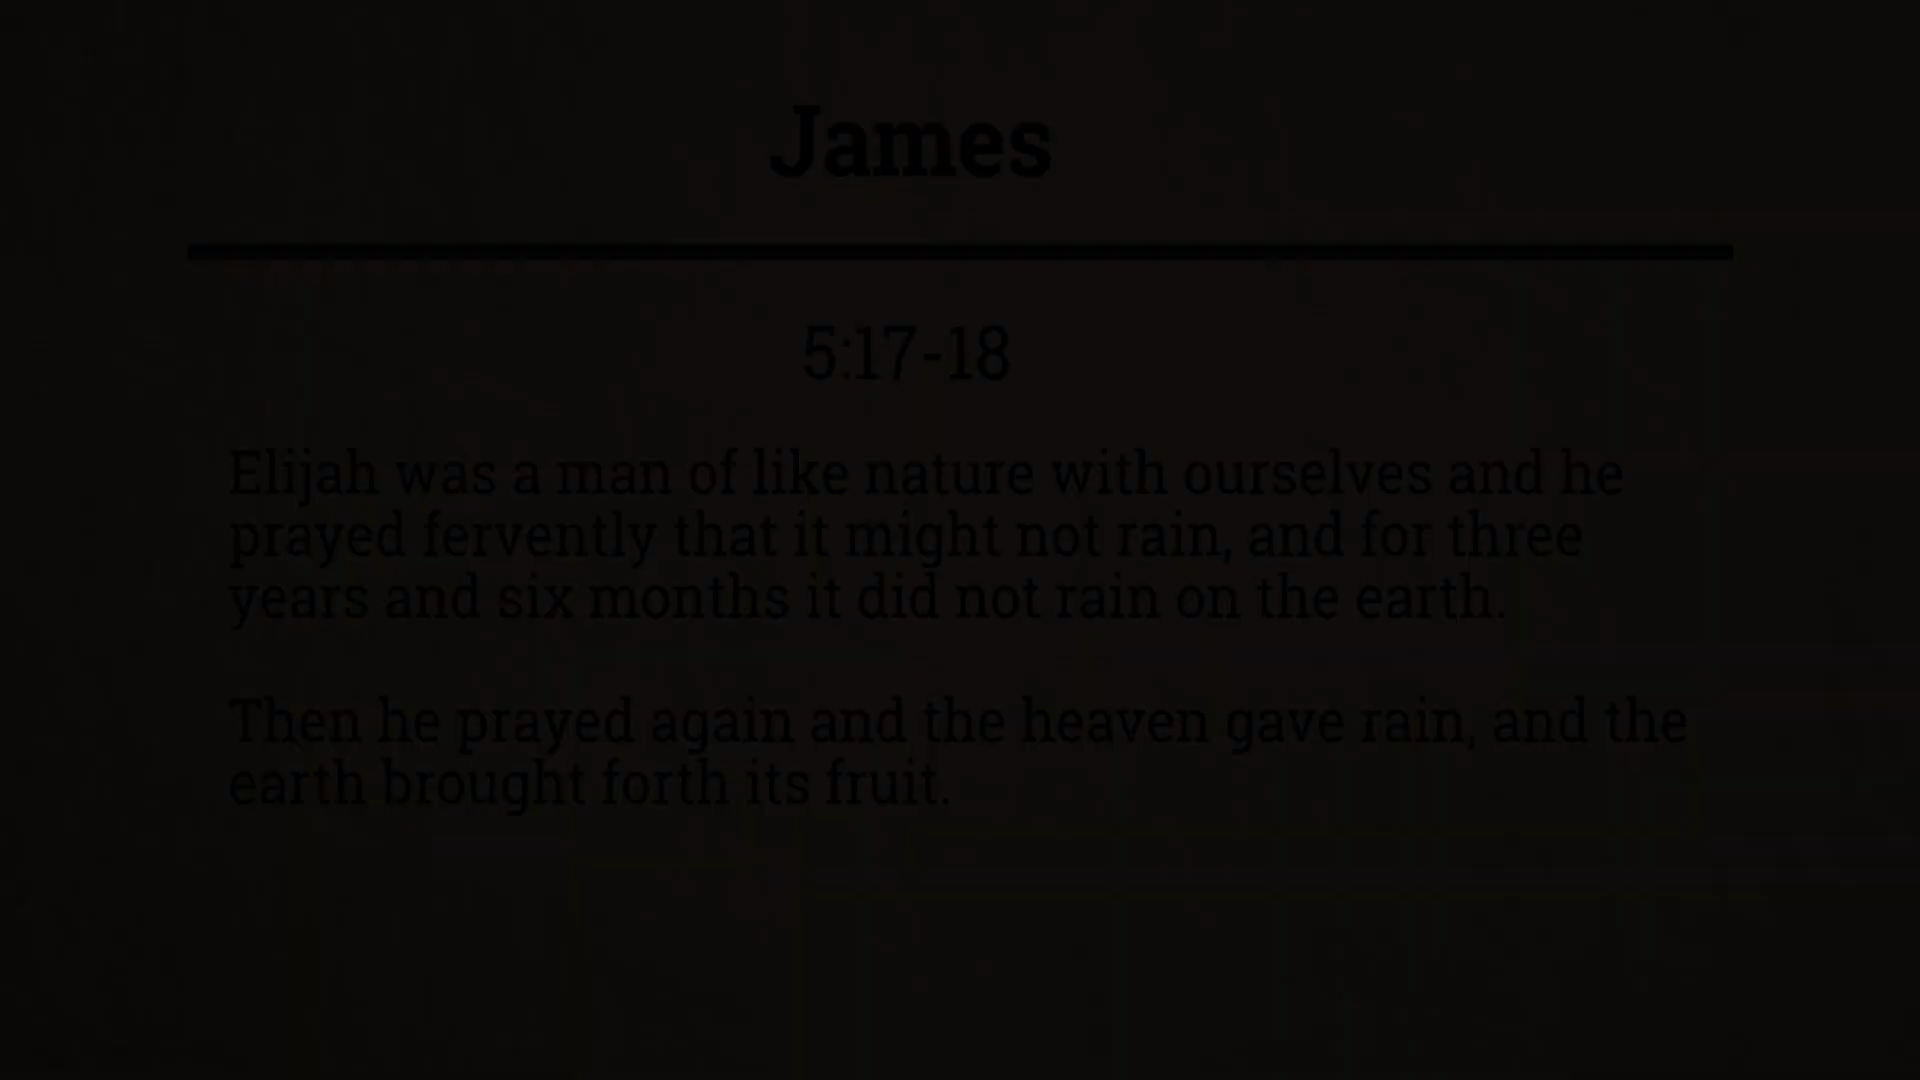 James
5:17-18
Elijah was a man of like nature with ourselves and he
prayed fervently that it might not rain, and for three
years and six months it did not rain on the earth.
Then he prayed again and the heaven gave rain, and the
earth brought forth its fruit.